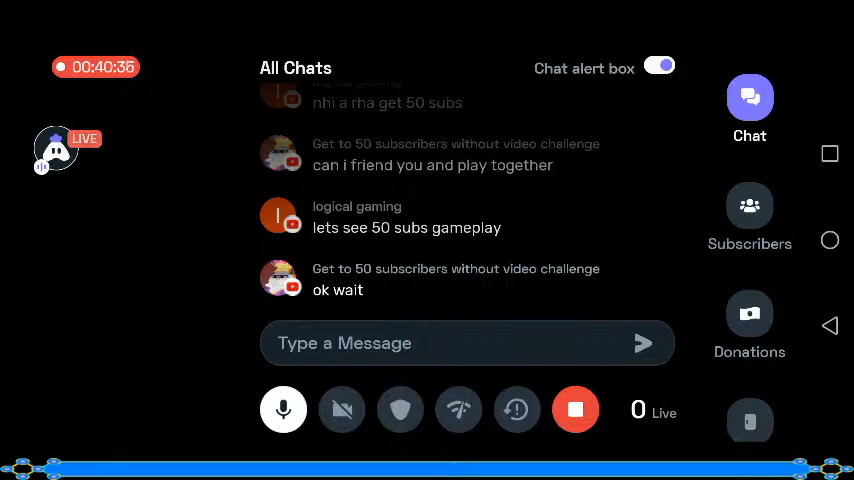 00:40:35
All Chats
Chat alert box
nhi a rha get 50 subs
LIVE
Get to 50 subscribers without video challenge
can i friend you and play together
Chat
logical gaming
lets see 50 subs gameplay
Subscribers
Get to 50 subscribers without video challenge
ok wait
Type a Message
Donations
0 Live